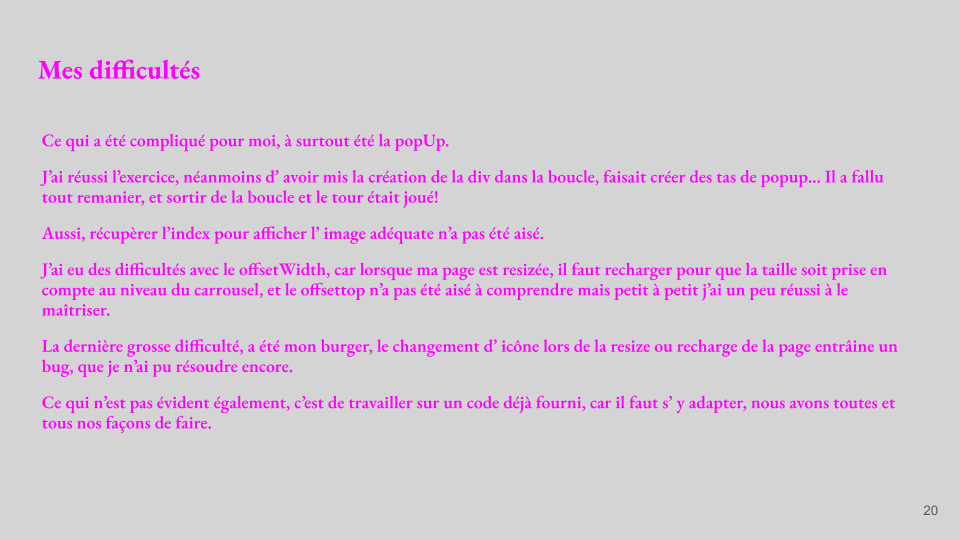 Mes difficultés
Ce qui a été compliqué pour moi, à surtout été la popUp.
J’ai réussi l’exercice, néanmoins d’ avoir mis la création de la div dans la boucle, faisait créer des tas de popup... Il a fallu
tout remanier, et sortir de la boucle et le tour était joué!
Aussi, récupèrer l’index pour afficher l’ image adéquate n’a pas été aisé.
J’ai eu des difficultés avec le offsetWidth, car lorsque ma page est resizée, il faut recharger pour que la taille soit prise en
compte au niveau du carrousel, et le offsettop n’a pas été aisé à comprendre mais petit à petit j’ai un peu réussi à le
maîtriser.
La dernière grosse difficulté, a été mon burger, le changement d’ icône lors de la resize ou recharge de la page entrâine un
bug, que je n’ai pu résoudre encore.
Ce qui n’est pas évident également, c’est de travailler sur un code déjà fourni, car il faut s’ y adapter, nous avons toutes et
tous nos façons de faire.
20